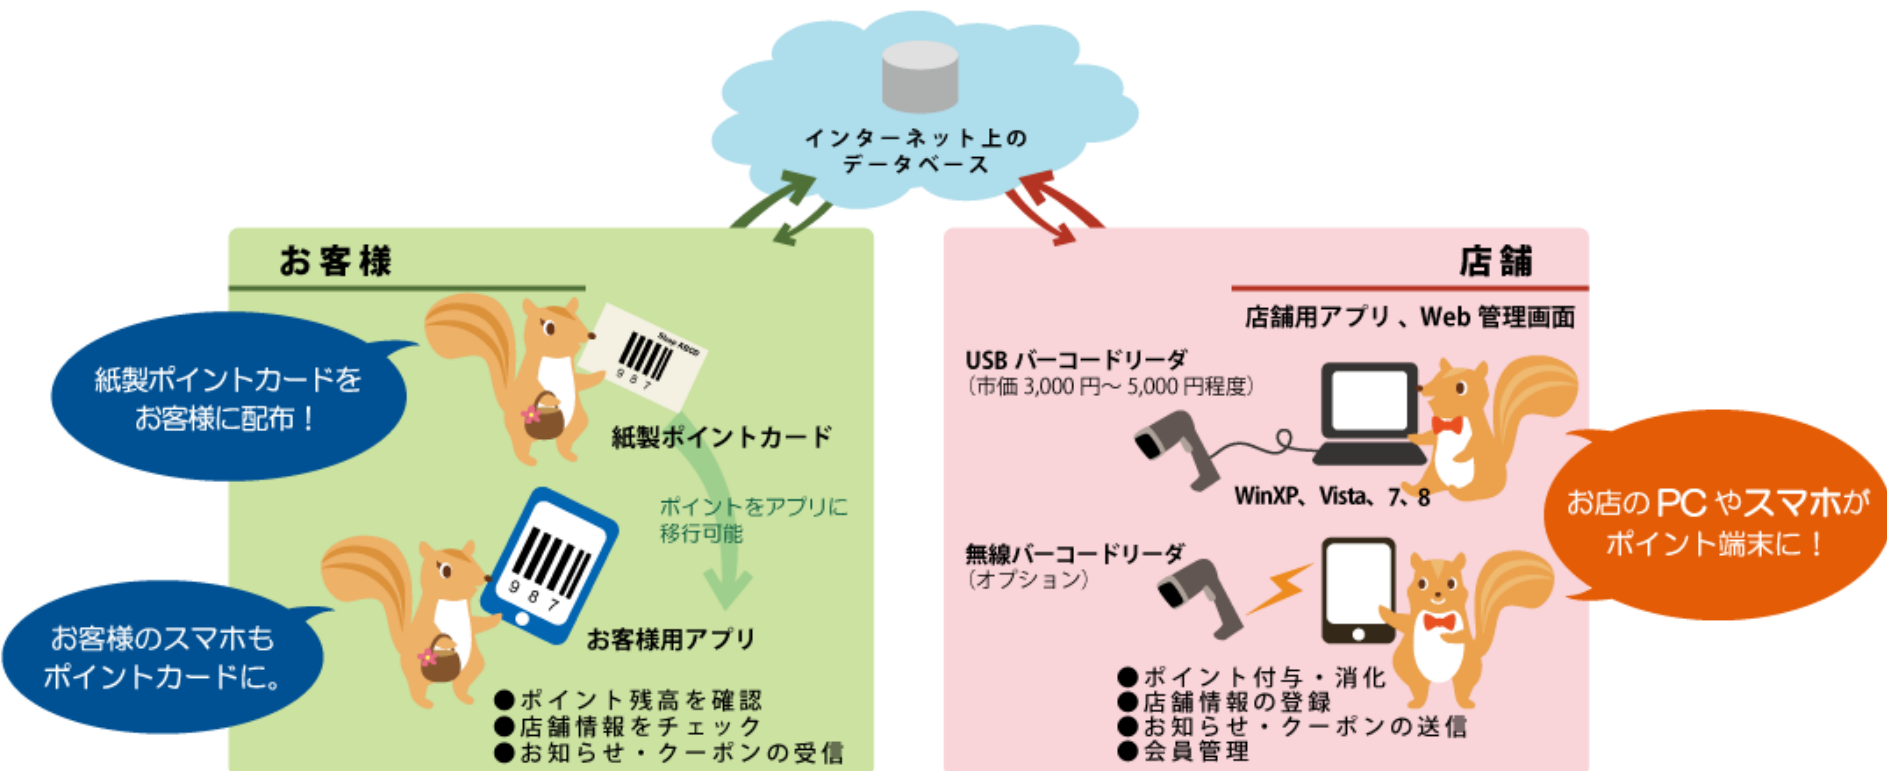 インターネット上の
データベース
お客様
紙製ポイントカードを
お客様に配布！
Shop ABCD
987
紙製ポイントカード
ポイントをアプリに
移行可能
987
お客様用アプリ
お客様のスマホも
ポイントカードに。
●ポイント残高を確認
●店舗情報をチェック
●お知らせ・クーポンの受信
店舗
店舗用アプリ、Web 管理画面
USB バーコードリーダ
（市価 3,000 円～ 5,000 円程度）
WinXP、Vista、7、8
お店の PC やスマホが
ポイント端末に！
無線バーコードリーダ
（オプション）
●ポイント付与・消化
●店舗情報の登録
●お知らせ・クーポンの送信
●会員管理